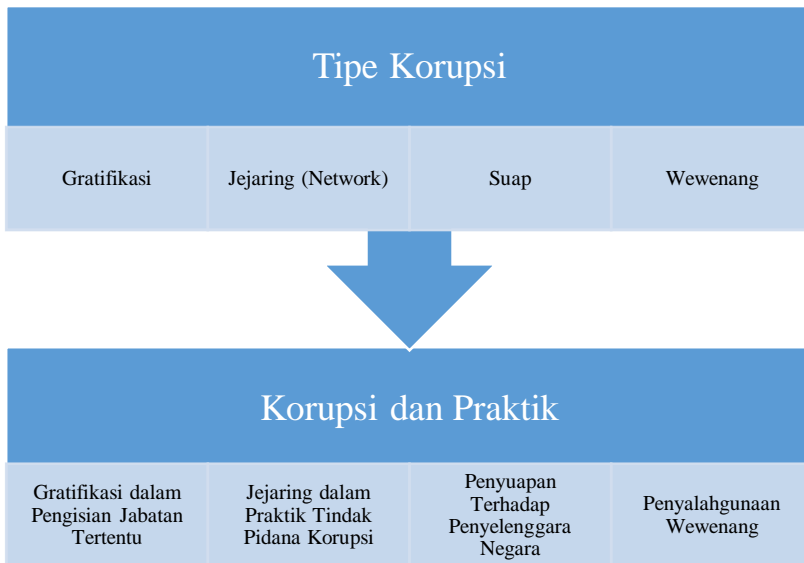 Tipe Korupsi
Gratifikasi
Jejaring (Network)
Suap
Wewenang
Korupsi dan Praktik
Gratifikasi dalam
Pengisian Jabatan
Tertentu
Jejaring dalam
Praktik Tindak
Pidana Korupsi
Penyuapan
Terhadap
Penyelenggara
Negara
Penyalahgunaan
Wewenang